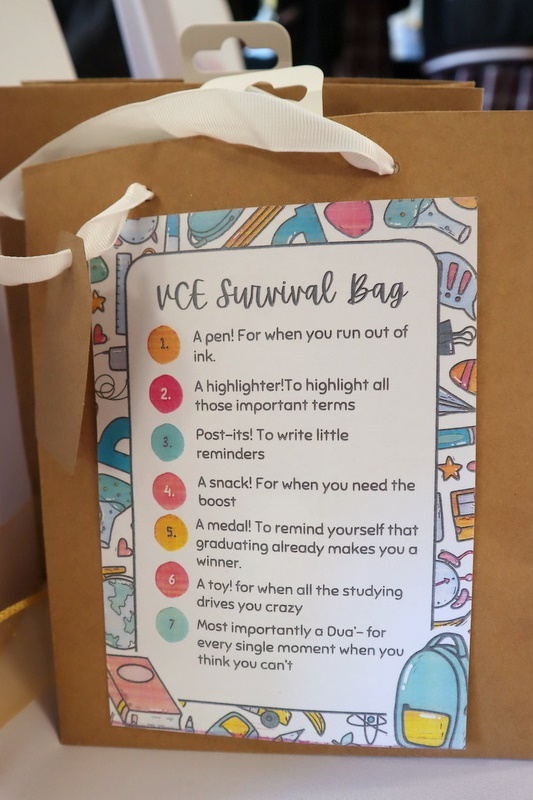 VCE Survival Bag
1. A pen! For when you run out of
ink.
2. A highlighter!To highlight all
those important terms
3. Post-its! To write little
reminders
4. A snack! For when you need the
boost
5. A medal! To remind yourself that
graduating already makes you a
winner.
6 A toy! for when all the studying
drives you crazy
7 Most importantly a Dua'- for
every single moment when you
think you can't